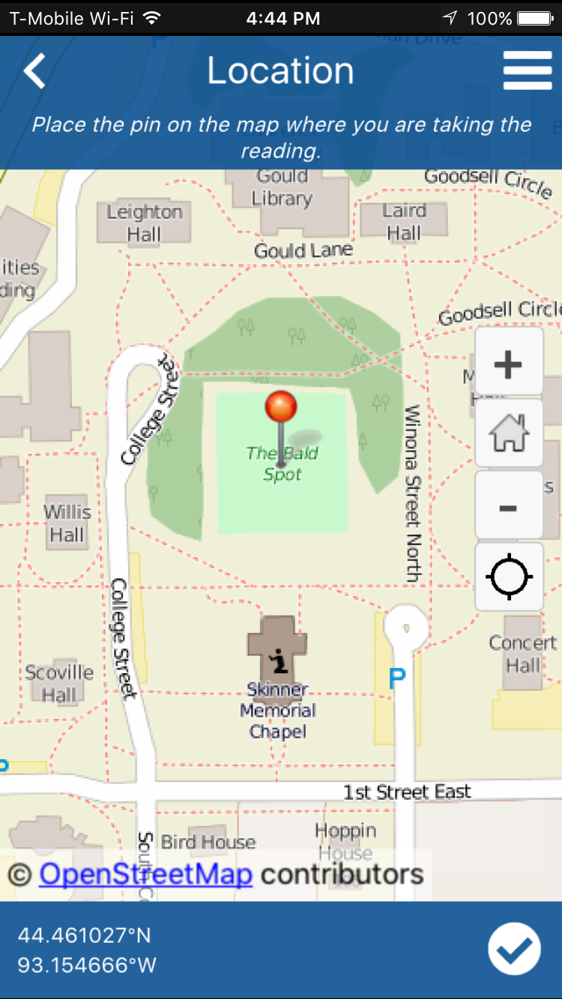 T-Mobile Wi-Fi 4:44 PM 100%
Location
Place the pin on the map where you are taking the
reading.
Gould
Library
Goodsell Circle
Leighton
Hall
Laird
Hall
Gould Lane
ities
ding
Goodsell Circle
+
College Street
Winona Street North
The Bald
Spot
s
-
Willis
Hall
College Street
Concert
Hall
P
Scoville
Hall
Skinner
Memorial
Chapel
P
1st Street East
South C
Bird House
Hoppin
House
© OpenStreetMap contributors
44.461027°N
93.154666°W